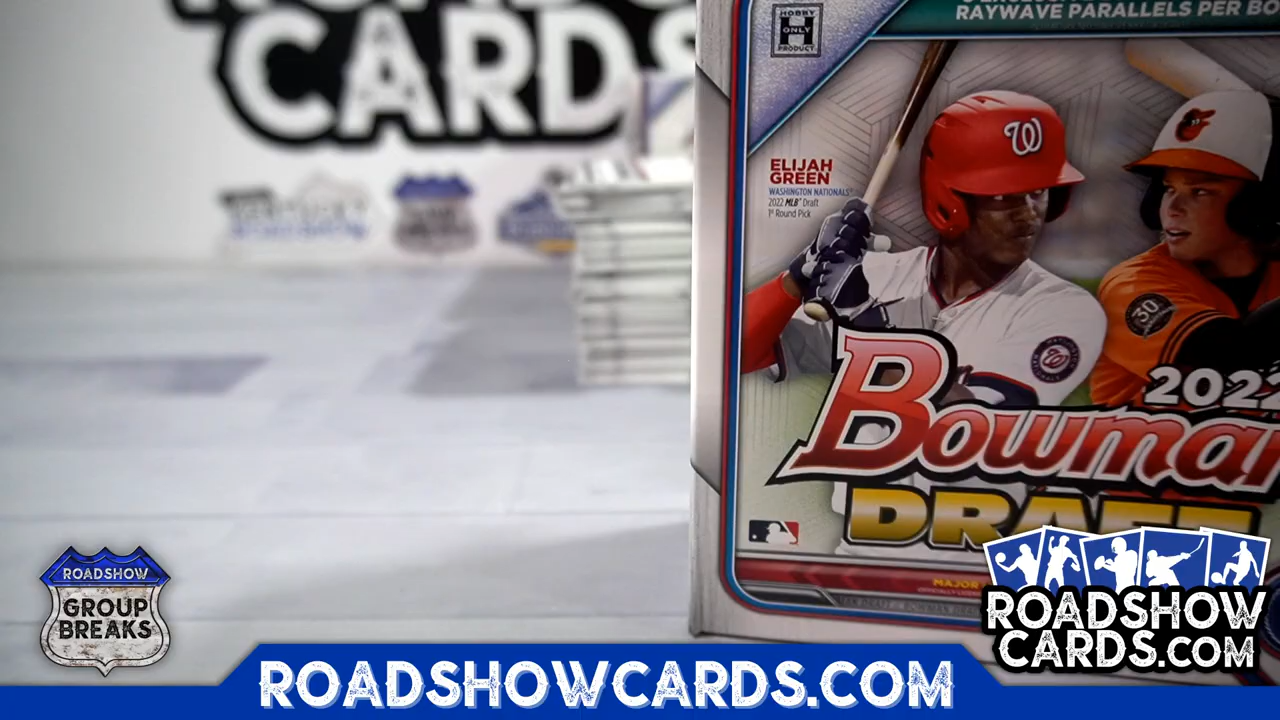 CARDS
HOBBY
H
ONLY
PRODUCT
RAYWAVE PARALLELS PER BO
ELIJAH
GREEN
WASHINGTON NATIONALS
2022 MLB Draft
1st Round Pick
W
30
2022
Bowman
DRAFT
ROADSHOW
GROUP
BREAKS
ROADSHOW
CARDS.COM
ROADSHOWCARDS.COM